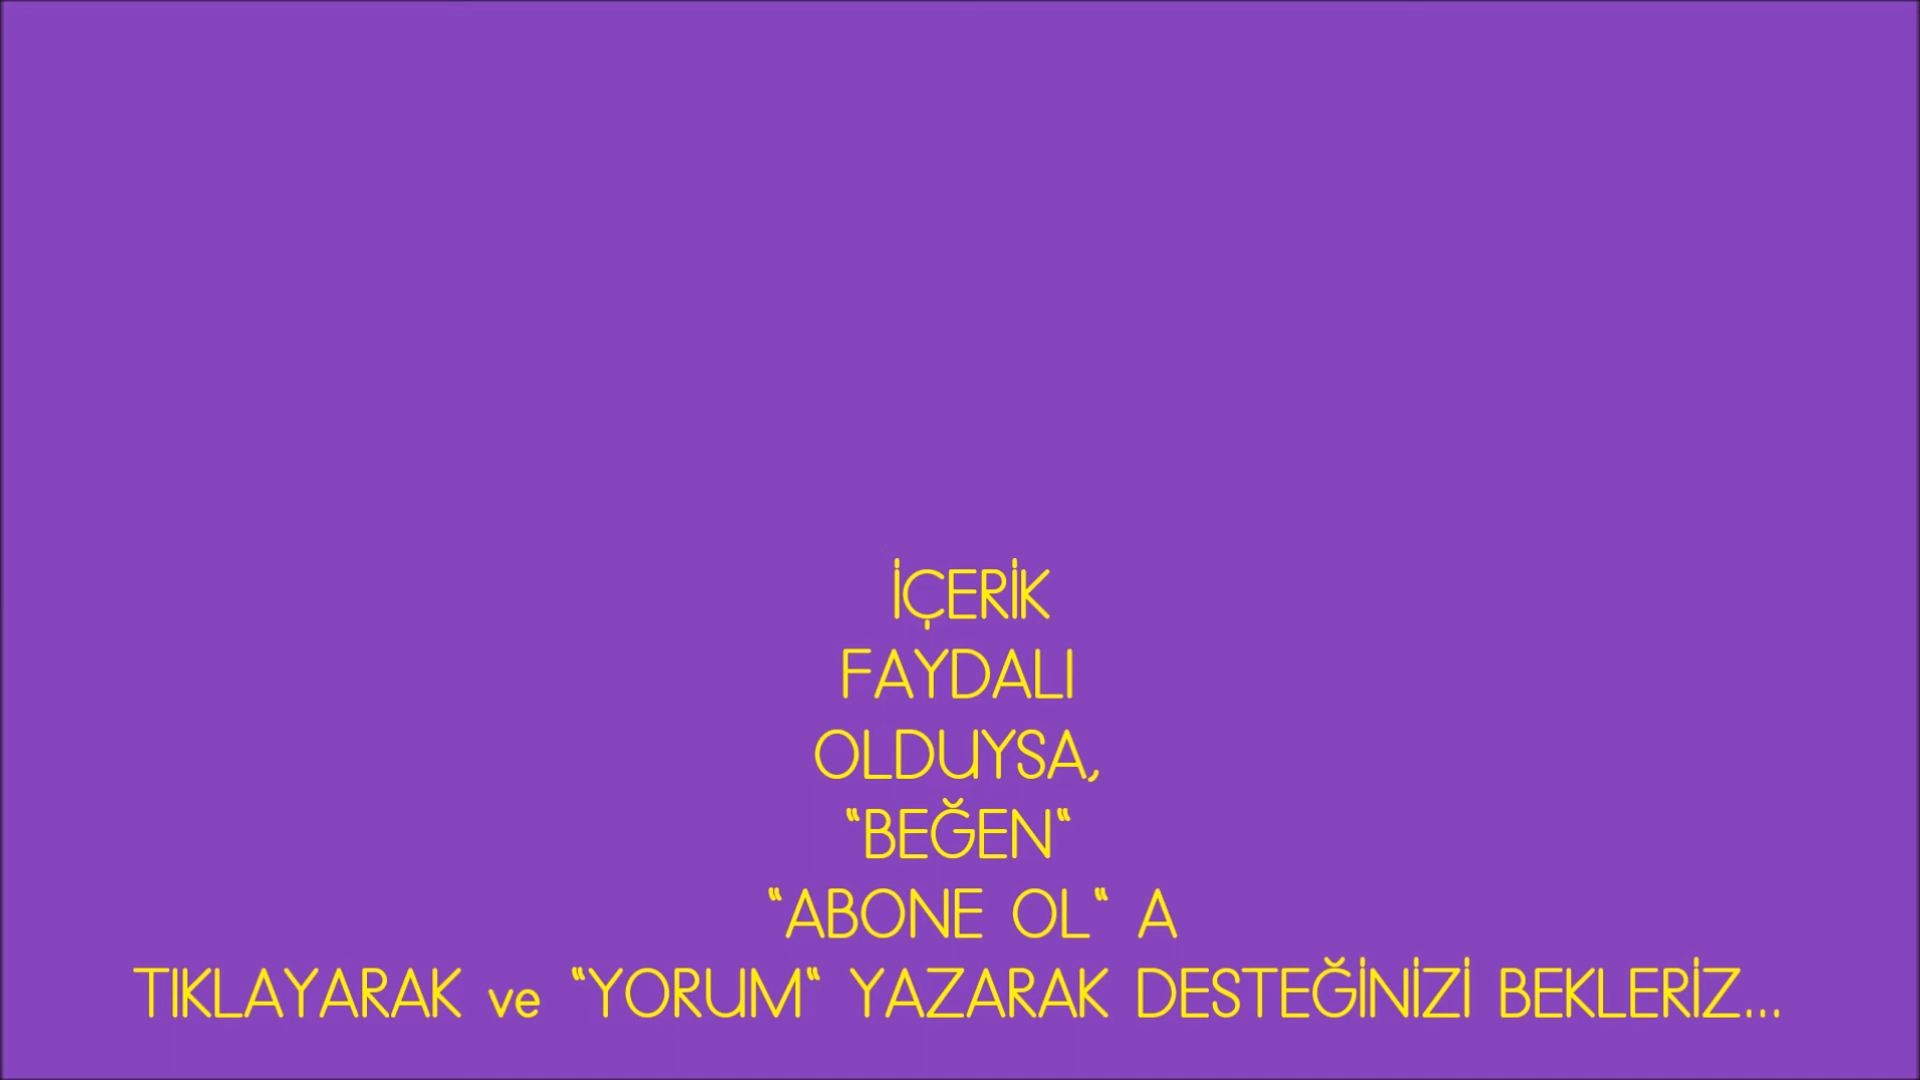 İÇERİK
FAYDALI
OLDUYSA,
“BEĞEN“
“ABONE OL“ A
TIKLAYARAK ve “YORUM“ YAZARAK DESTEĞİNİZİ BEKLERİZ...